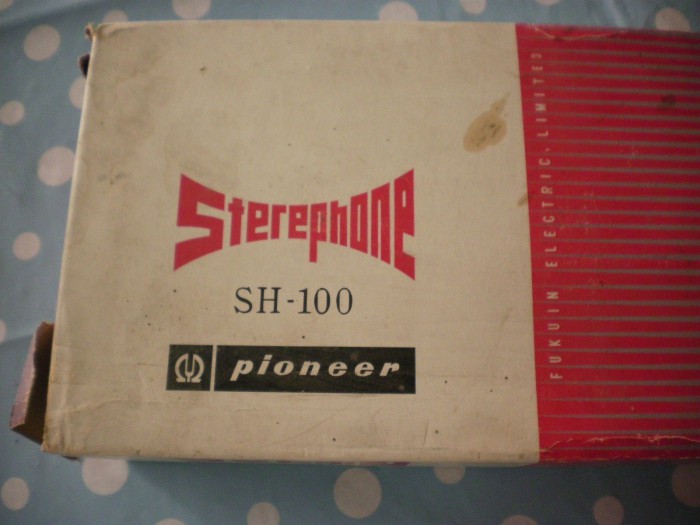 Sterephone
SH-100
pioneer
FUKUIN ELECTRIC, LIMITED